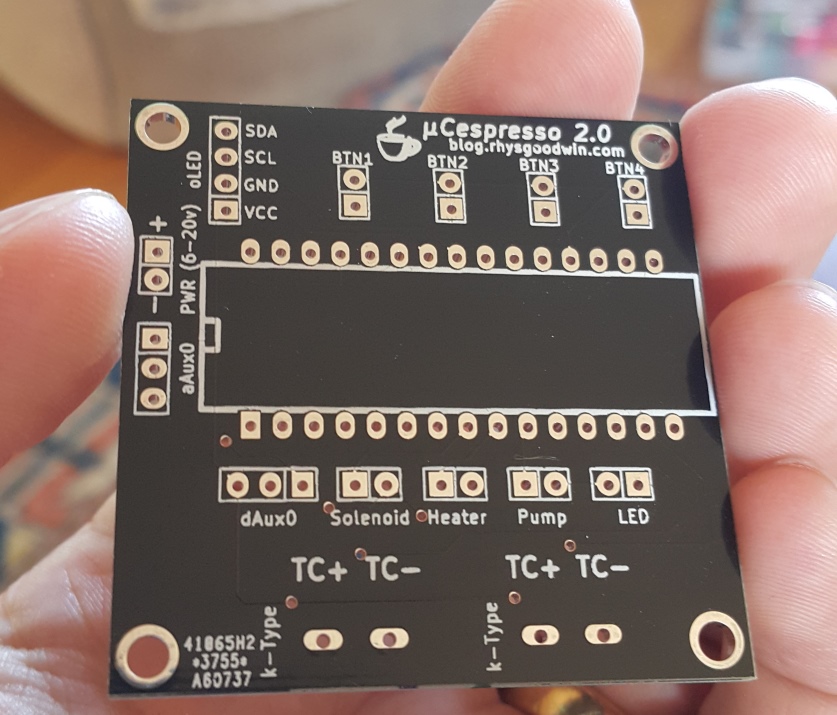 µCespresso 2.0
blog.rhysgoodwin.com
SDA
SCL
GND
VCC
oLED
BTN1
BTN2
BTN3
BTN4
+
PWR (6-20v)
-
aAux0
dAux0
Solenoid
Heater
Pump
LED
TC+ TC-
TC+ TC-
k-Type
k-Type
41865H2
*3755*
A60737